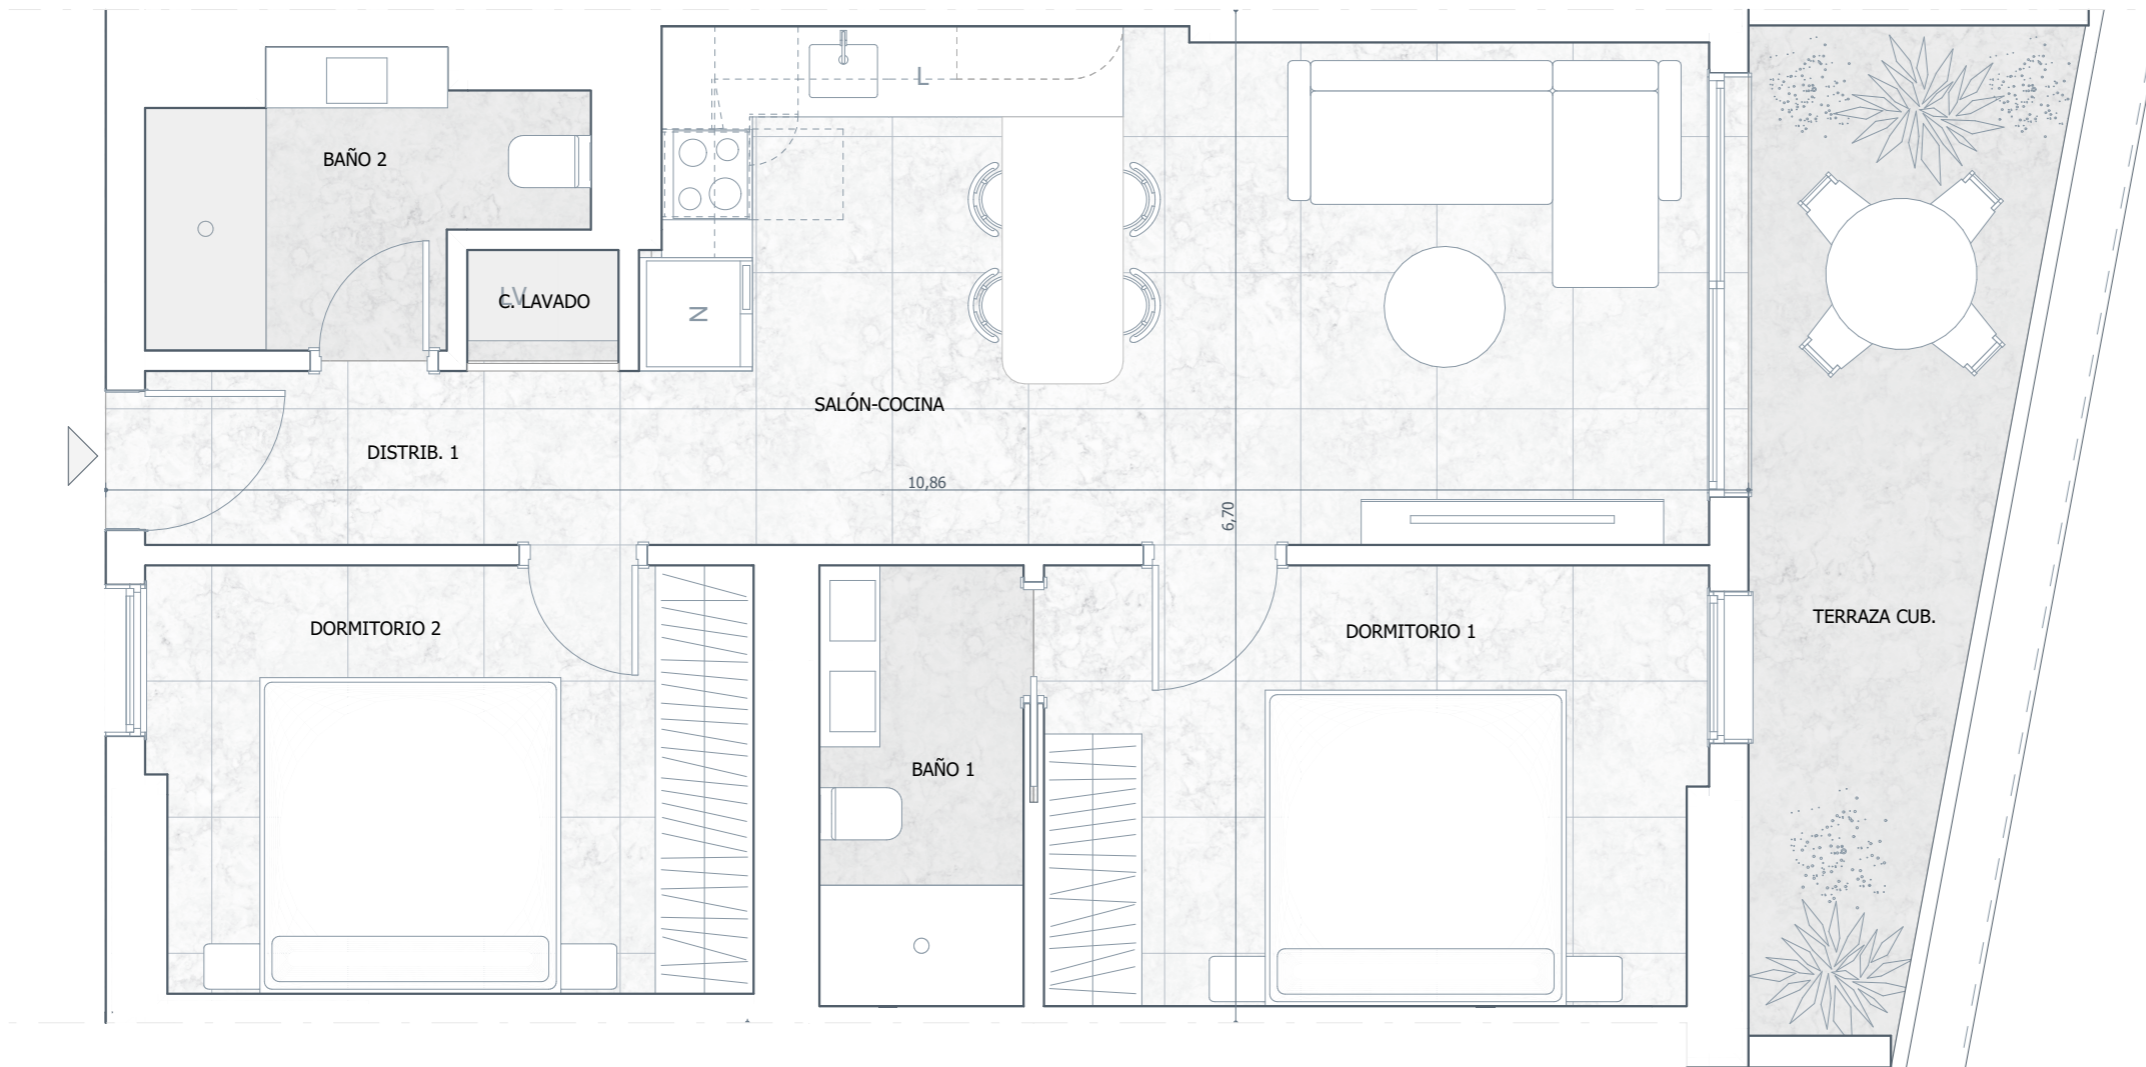 L
BAÑO 2
LV
C. LAVADO
N
SALÓN-COCINA
DISTRIB. 1
10,86
6,70
DORMITORIO 2
DORMITORIO 1
TERRAZA CUB.
BAÑO 1